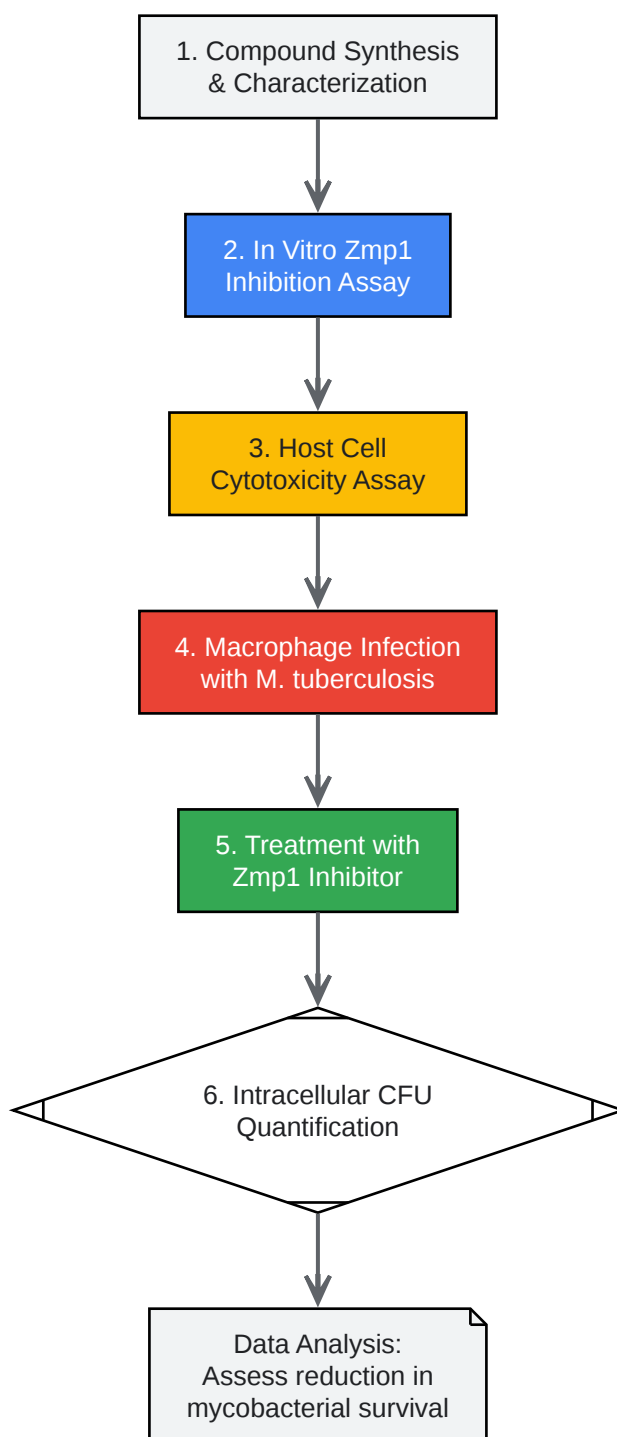 1. Compound Synthesis
& Characterization
2. In Vitro Zmp1
Inhibition Assay
3. Host Cell
Cytotoxicity Assay
4. Macrophage Infection
with M. tuberculosis
5. Treatment with
Zmp1 Inhibitor
6. Intracellular CFU
Quantification
Data Analysis:
Assess reduction in
mycobacterial survival